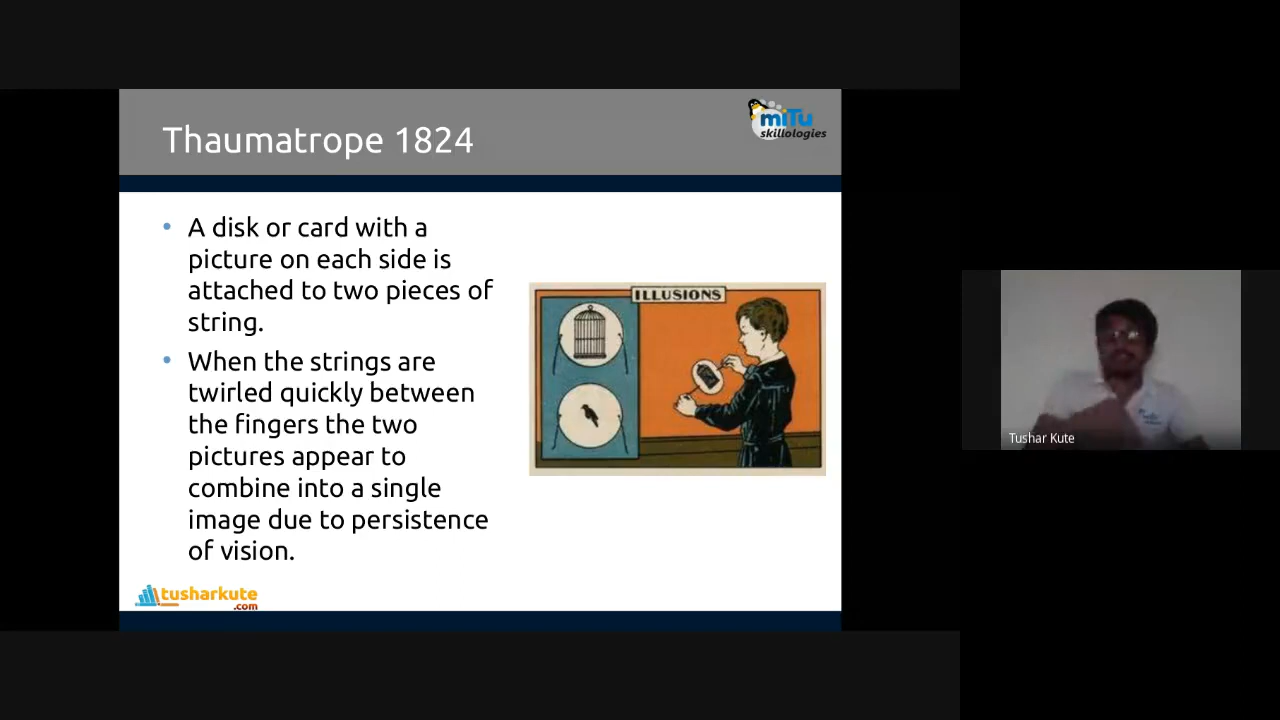 Thaumatrope 1824
miTu
skillologies
• A disk or card with a
picture on each side is
attached to two pieces of
string.
• When the strings are
twirled quickly between
the fingers the two
pictures appear to
combine into a single
image due to persistence
of vision.
ILLUSIONS
tusharkute
.com
Tushar Kute